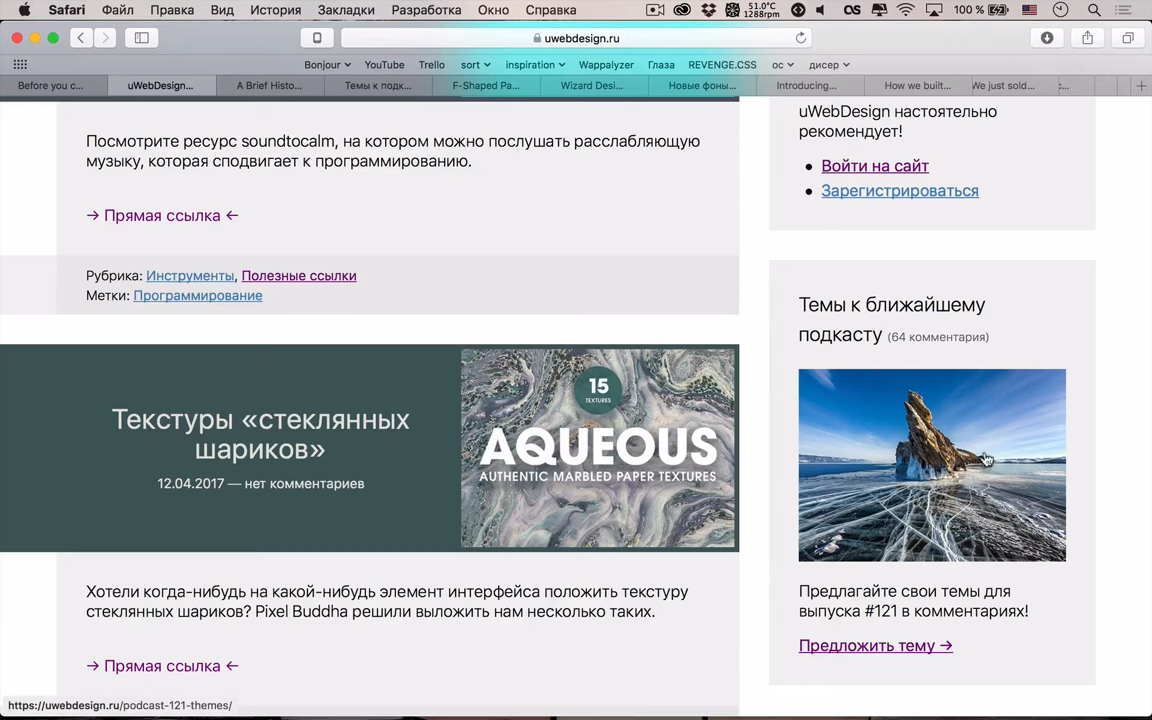 Safari Файл Правка Вид История Закладки Разработка Окно Справка 51.0°C 1288rpm 100 %
uwebdesign.ru
Bonjour YouTube Trello sort inspiration Wappalyzer Глаза REVENGE.CSS ос дисер
Before you c... uWebDesign... A Brief Histo... Темы к подк... F-Shaped Pa... Wizard Desi... Новые фоны... Introducing... How we built... We just sold...
Посмотрите ресурс soundtocalm, на котором можно послушать расслабляющую
музыку, которая сподвигает к программированию.
→ Прямая ссылка ←
Рубрика: Инструменты, Полезные ссылки
Метки: Программирование
Текстуры «стеклянных
шариков»
12.04.2017 — нет комментариев
15
TEXTURES
AQUEOUS
AUTHENTIC MARBLED PAPER TEXTURES
Хотели когда-нибудь на какой-нибудь элемент интерфейса положить текстуру
стеклянных шариков? Pixel Buddha решили выложить нам несколько таких.
→ Прямая ссылка ←
uWebDesign настоятельно
рекомендует!
Войти на сайт
Зарегистрироваться
Темы к ближайшему
подкасту (64 комментария)
Предлагайте свои темы для
выпуска #121 в комментариях!
Предложить тему →
https://uwebdesign.ru/podcast-121-themes/